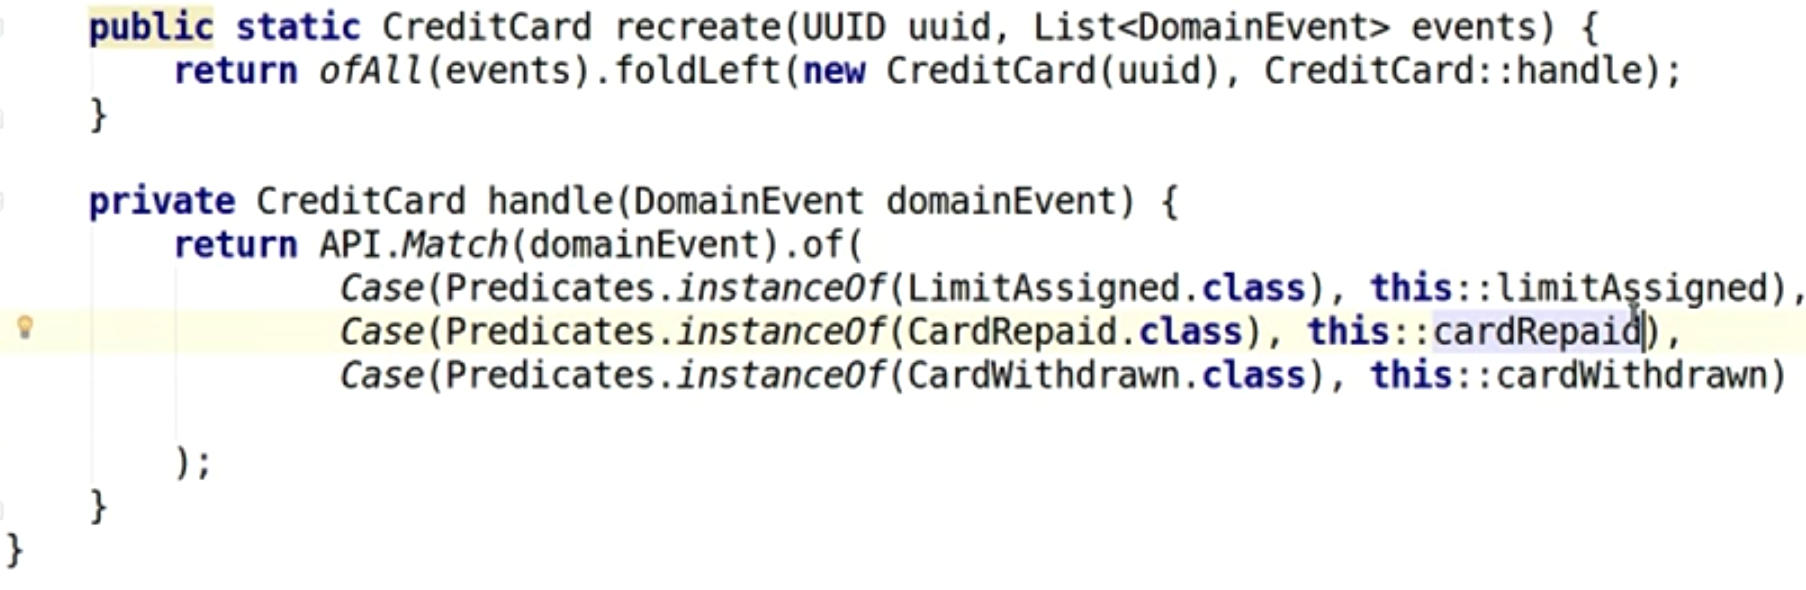 public static CreditCard recreate(UUID uuid, List<DomainEvent> events) {
return ofAll(events).foldLeft(new CreditCard(uuid), CreditCard::handle);
}
private CreditCard handle(DomainEvent domainEvent) {
return API.Match(domainEvent).of(
Case(Predicates.instanceOf(LimitAssigned.class), this::limitAssigned),
Case(Predicates.instanceOf(CardRepaid.class), this::cardRepaid),
Case(Predicates.instanceOf(CardWithdrawn.class), this::cardWithdrawn)
);
}
}